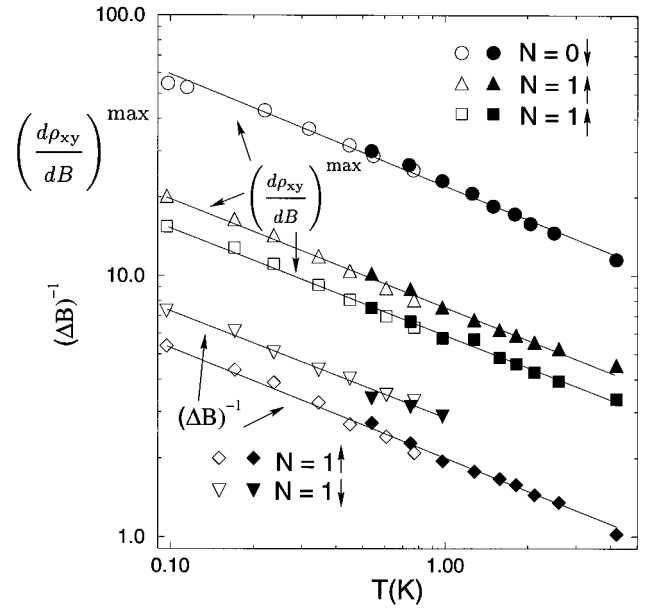 100.0
N = 0↓
N = 1↑
N = 1↑
(dρxy/dB)^max
(dρxy/dB)^max
10.0
(ΔB)⁻¹
(ΔB)⁻¹
N = 1↑
N = 1↓
1.0
0.10
1.00
T(K)